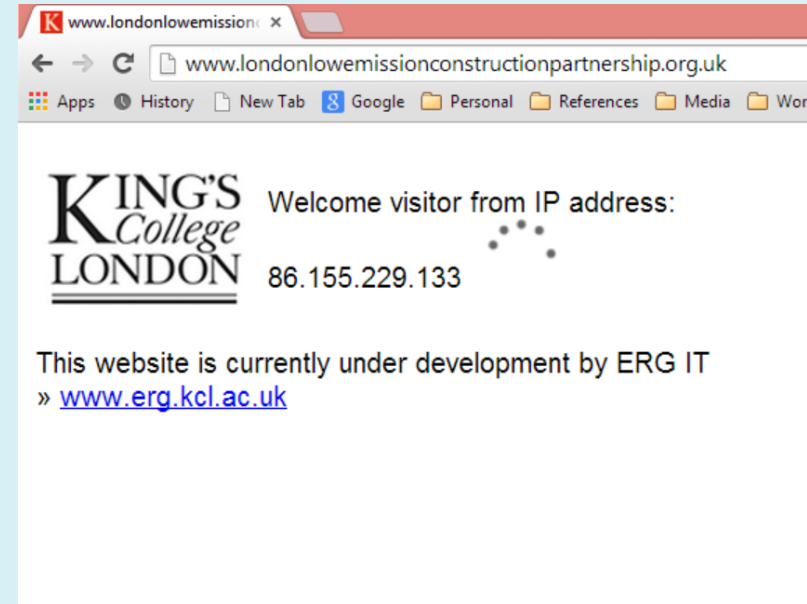 www.londonlowemission
www.londonlowemissionconstructionpartnership.org.uk
Apps History New Tab Google Personal References Media Wor
KING'S
College
LONDON
Welcome visitor from IP address:
86.155.229.133
This website is currently under development by ERG IT
» www.erg.kcl.ac.uk